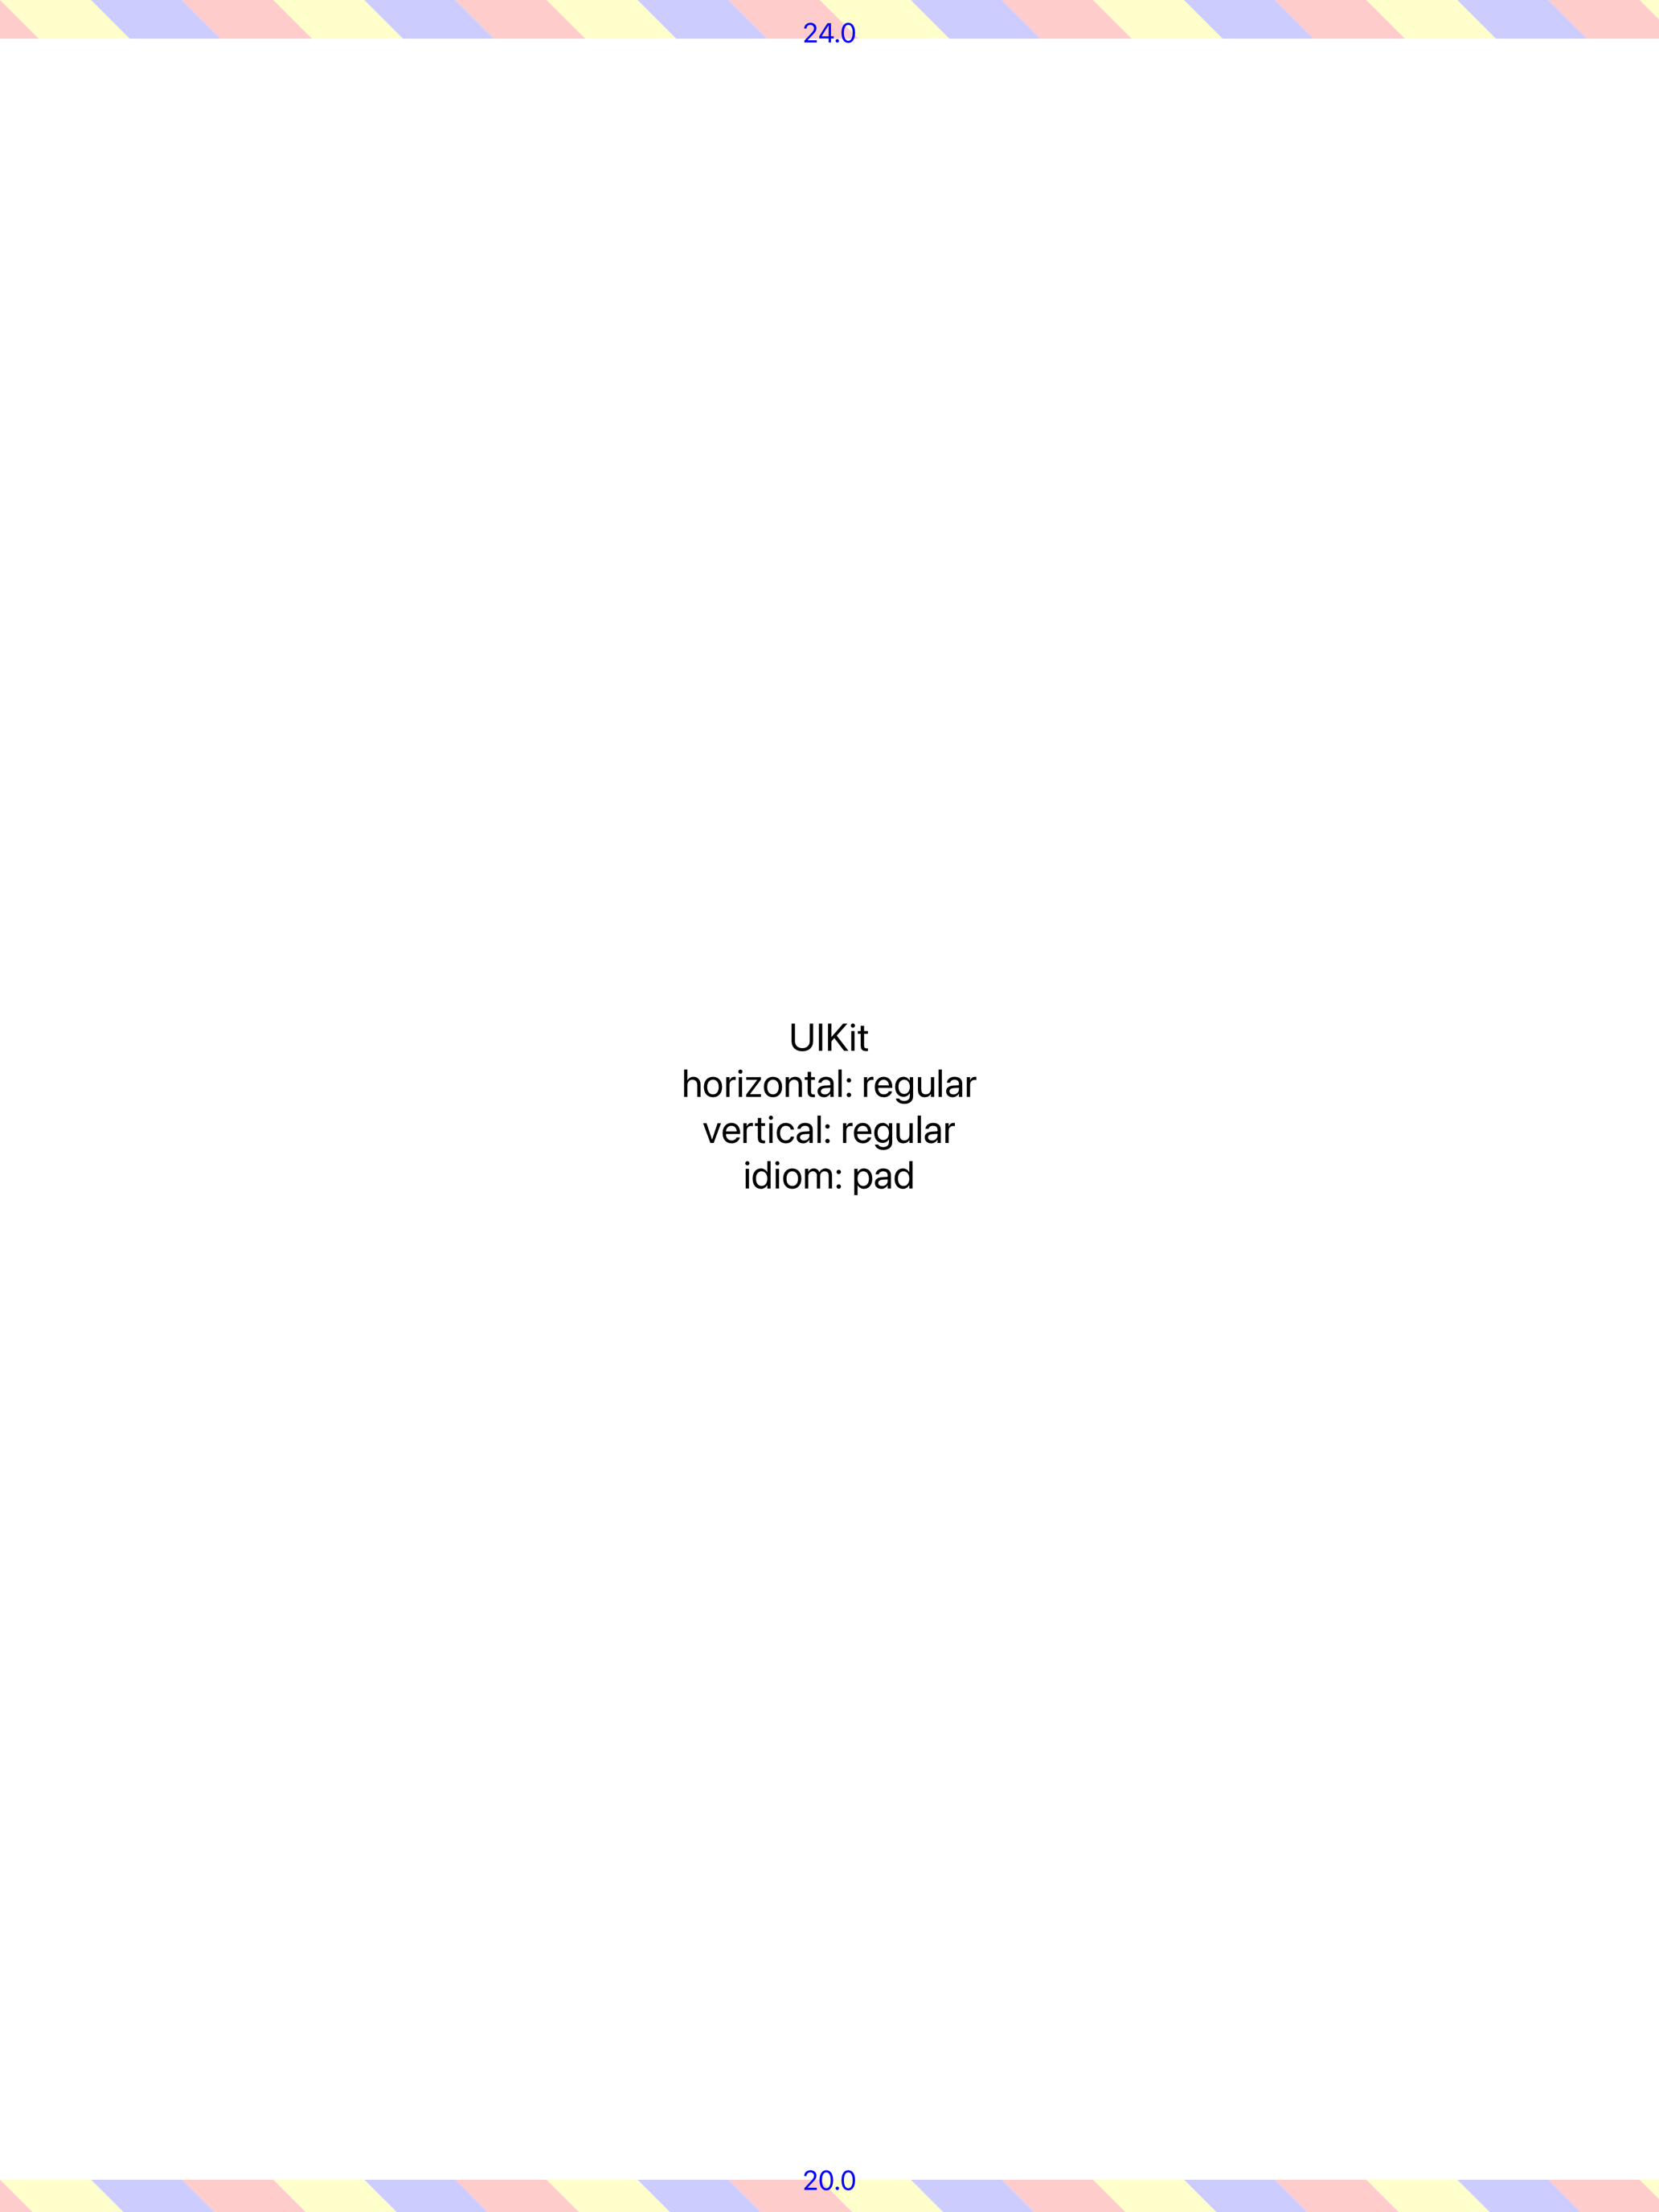 24.0
UIKit
horizontal: regular
vertical: regular
idiom: pad
20.0